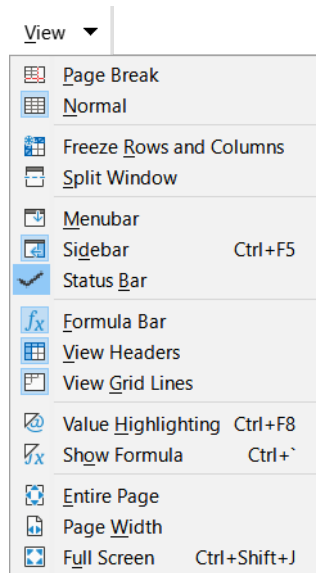 View
Page Break
Normal
Freeze Rows and Columns
Split Window
Menubar
Sidebar Ctrl+F5
Status Bar
Formula Bar
View Headers
View Grid Lines
Value Highlighting Ctrl+F8
Show Formula Ctrl+`
Entire Page
Page Width
Full Screen Ctrl+Shift+J